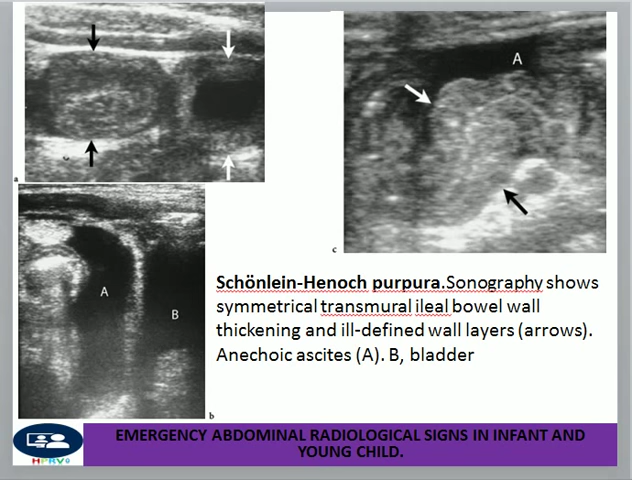 a
A
c
A
B
b
Schönlein-Henoch purpura.Sonography shows
symmetrical transmural ileal bowel wall
thickening and ill-defined wall layers (arrows).
Anechoic ascites (A). B, bladder
EMERGENCY ABDOMINAL RADIOLOGICAL SIGNS IN INFANT AND
YOUNG CHILD.